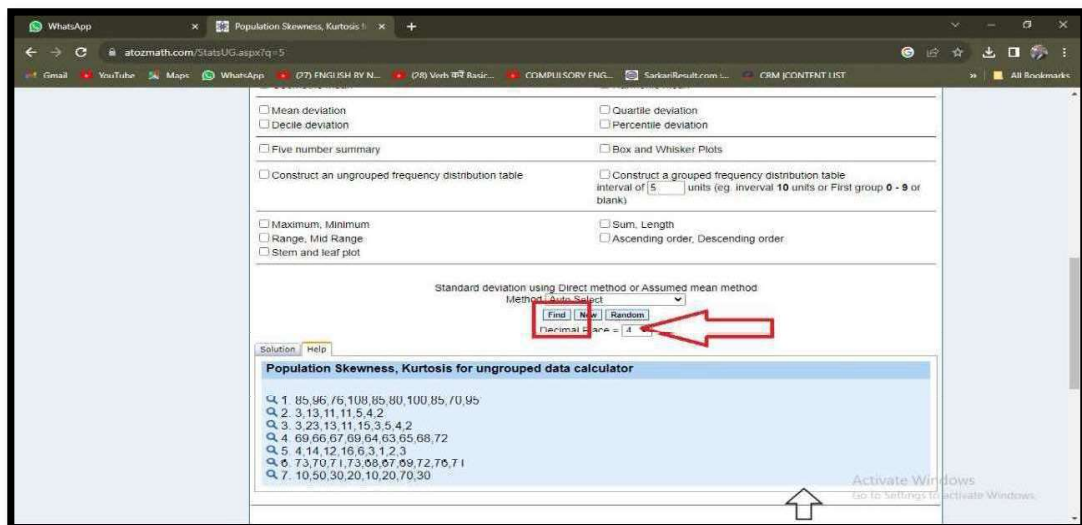 WhatsApp
Population Skewness, Kurtosis f
atozmath.com/StatsUG.aspx?q=5
Gmail YouTube Maps WhatsApp (27) ENGLISH BY N... (28) Verb का Basic... COMPULSORY ENG... SarkariResult.com :... CRM |CONTENT LIST » All Bookmarks
Mean deviation Quartile deviation
Decile deviation Percentile deviation
Five number summary Box and Whisker Plots
Construct an ungrouped frequency distribution table Construct a grouped frequency distribution table
interval of 5 units (eg. inverval 10 units or First group 0 - 9 or
blank)
Maximum, Minimum Sum, Length
Range, Mid Range Ascending order, Descending order
Stem and leaf plot
Standard deviation using Direct method or Assumed mean method
Method Auto Select
Find New Random
Decimal Place = 4
Solution Help
Population Skewness, Kurtosis for ungrouped data calculator
1. 85,96,76,108,85,80,100,85,70,95
2. 3,13,11,11,5,4,2
3. 3,23,13,11,15,3,5,4,2
4. 69,66,67,69,64,63,65,68,72
5. 4,14,12,16,6,3,1,2,3
6. 73,70,71,73,68,67,69,72,76,71
7. 10,50,30,20,10,20,70,30
Activate Windows
Go to Settings to activate Windows.